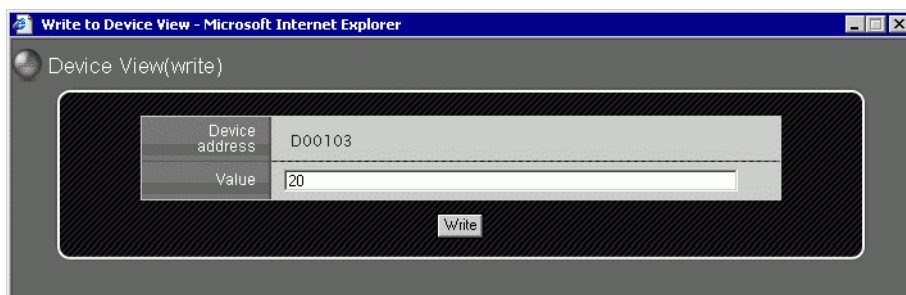 Write to Device View - Microsoft Internet Explorer
Device View(write)
Device
address
D00103
Value
20
Write